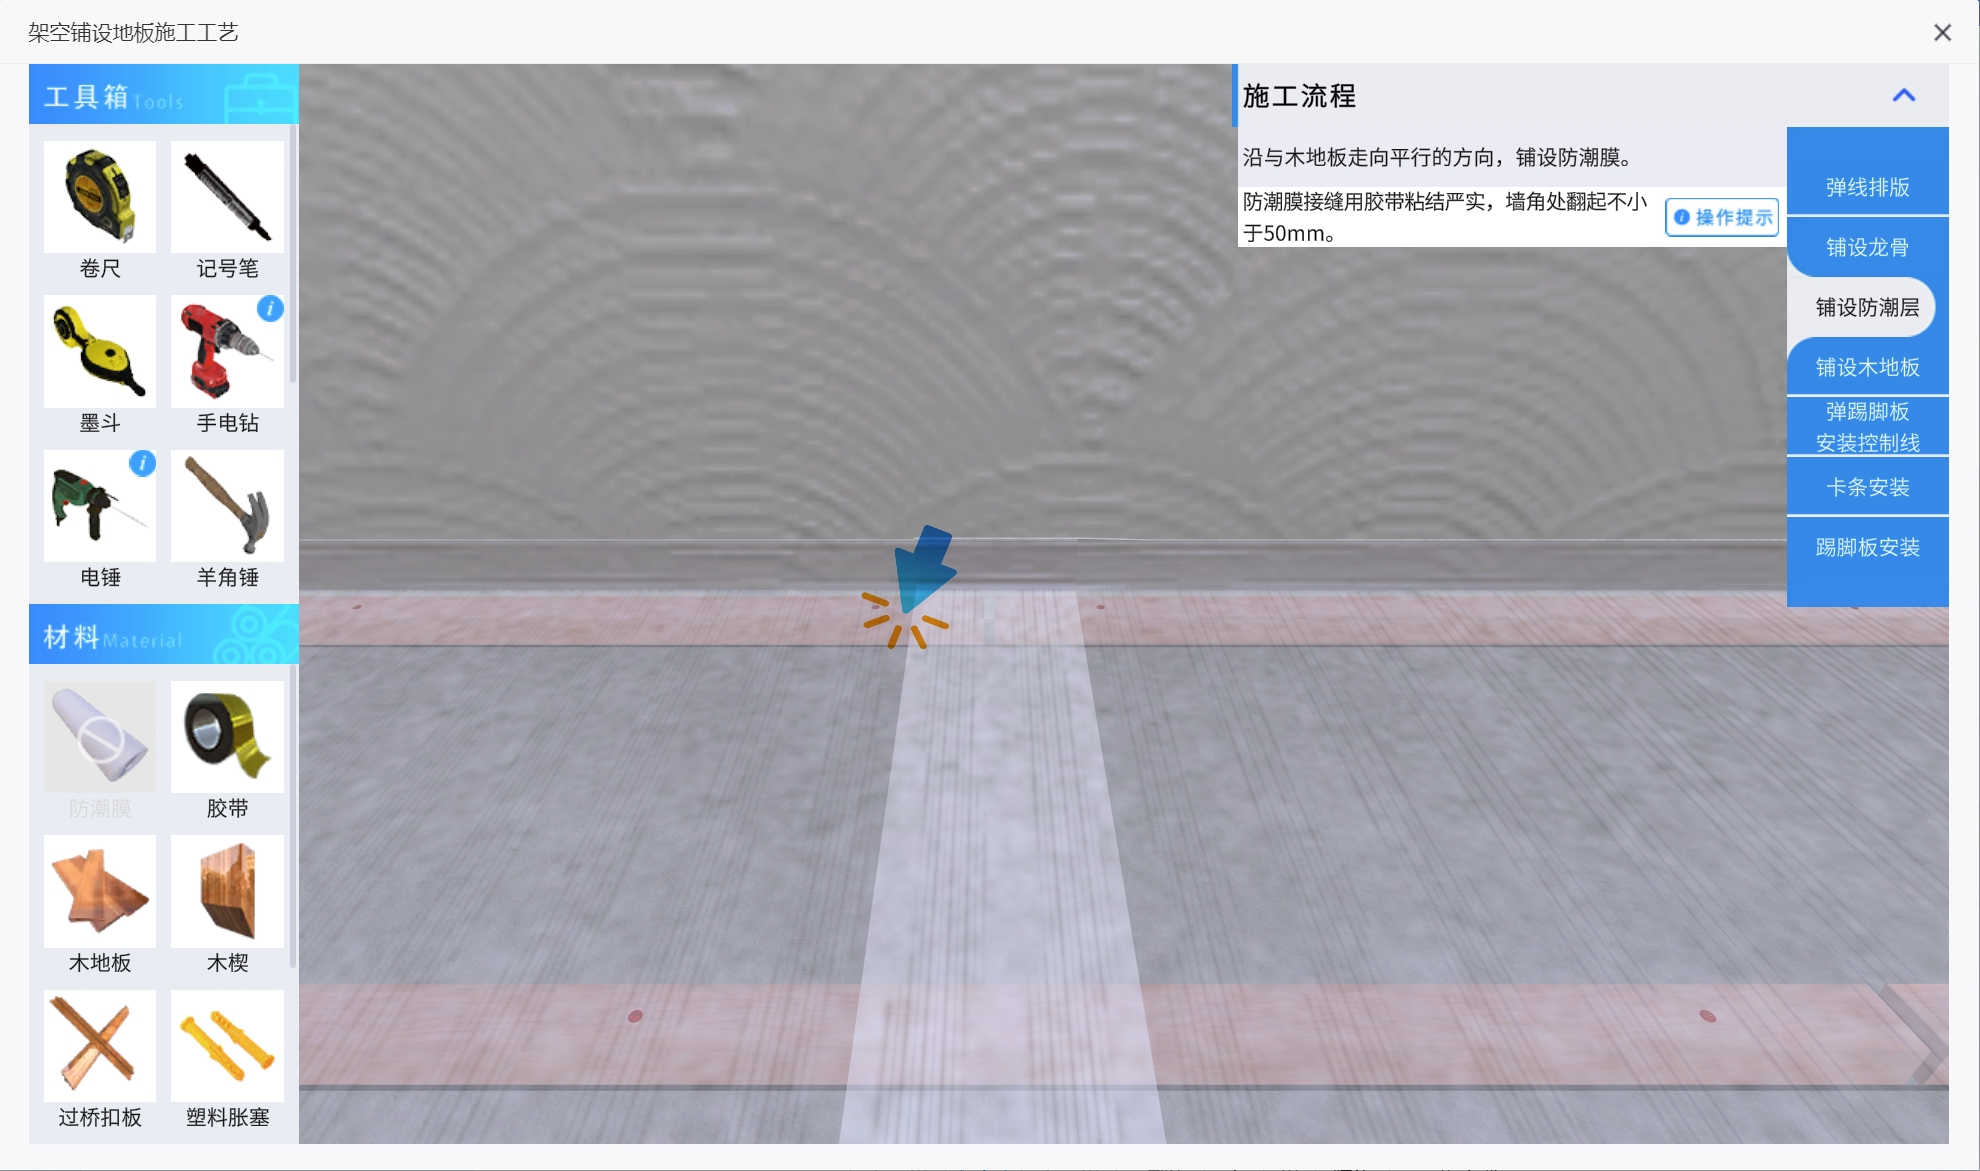 架空铺设地板施工工艺
工具箱 Tools
卷尺
记号笔
墨斗
手电钻
电锤
羊角锤
材料 Material
防潮膜
胶带
木地板
木楔
过桥扣板
塑料胀塞
施工流程
沿与木地板走向平行的方向，铺设防潮膜。
防潮膜接缝用胶带粘结严实，墙角处翻起不小
于50mm。
操作提示
弹线排版
铺设龙骨
铺设防潮层
铺设木地板
弹踢脚板
安装控制线
卡条安装
踢脚板安装